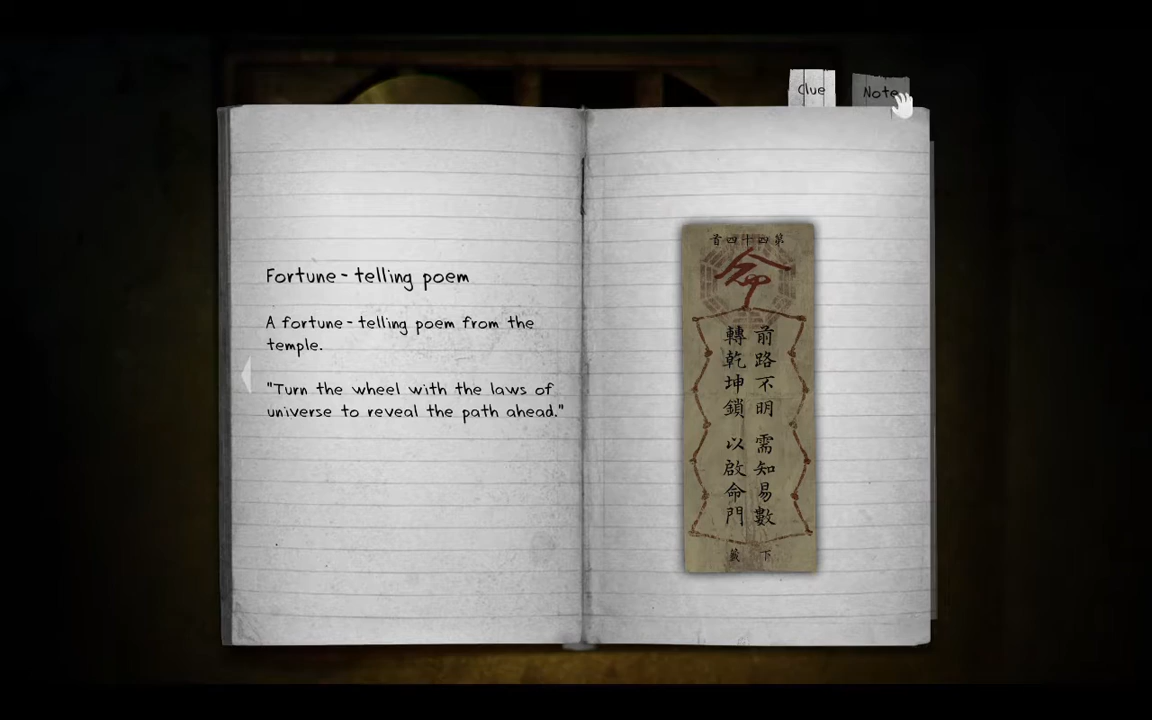 Clue
Note
Fortune-telling poem
A fortune-telling poem from the
temple.
"Turn the wheel with the laws of
universe to reveal the path ahead."
第四十四首
命
前路不明 需知易數
轉乾坤鎖 以啟命門
下籤